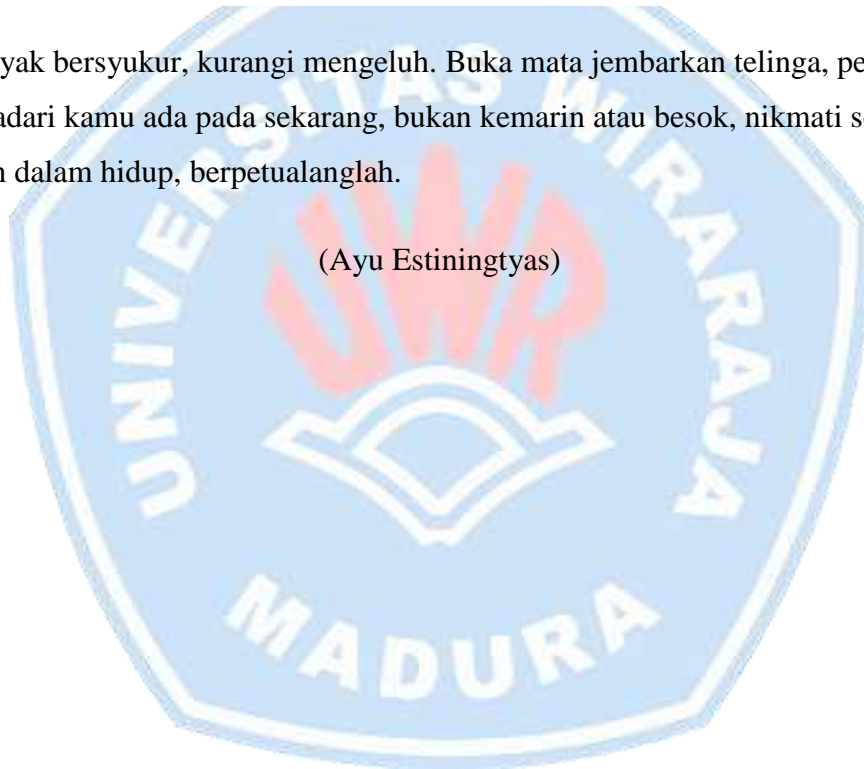 yak bersyukur, kurangi mengeluh. Buka mata jembarkan telinga, pe
adari kamu ada pada sekarang, bukan kemarin atau besok, nikmati s
n dalam hidup, berpetualanglah.
(Ayu Estiningtyas)
UNIVERSITAS WIRARAJA
UWR
MADURA